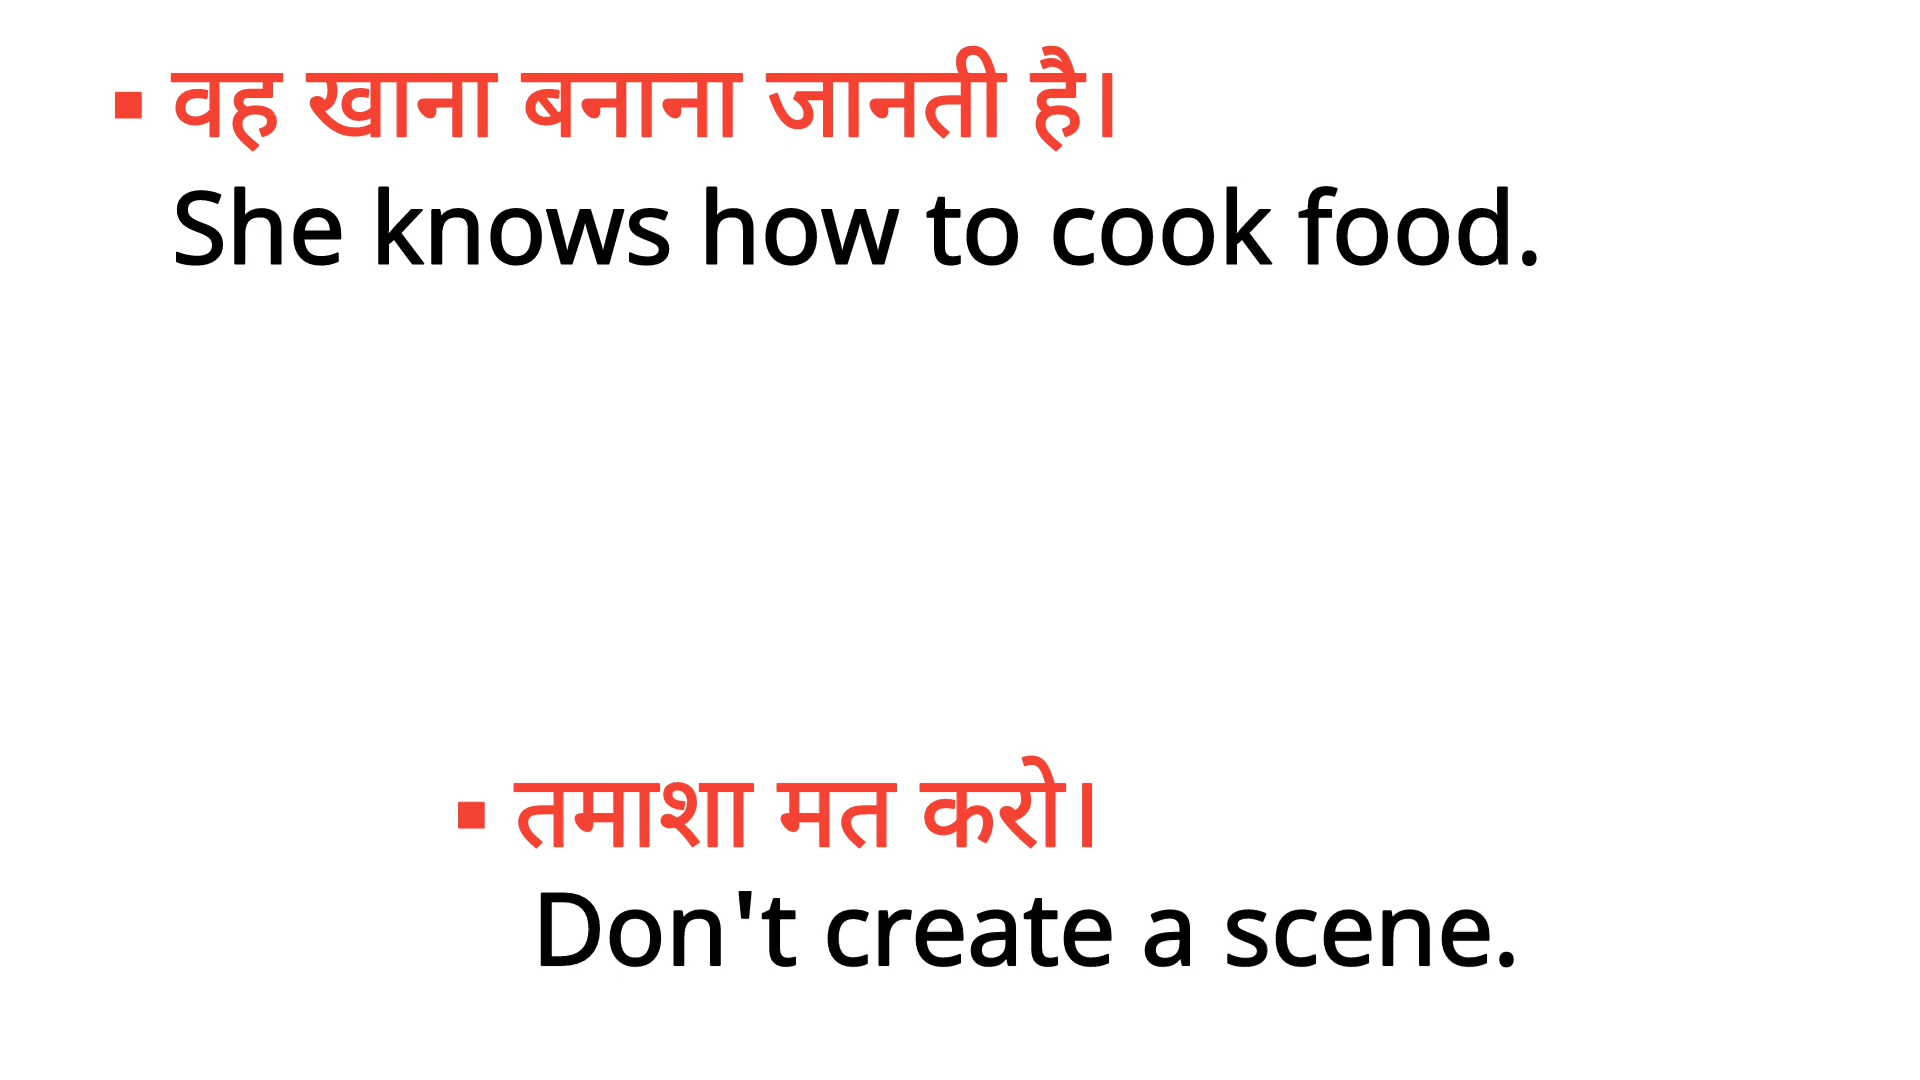 ▪ वह खाना बनाना जानती है।
She knows how to cook food.
▪ तमाशा मत करो।
Don't create a scene.